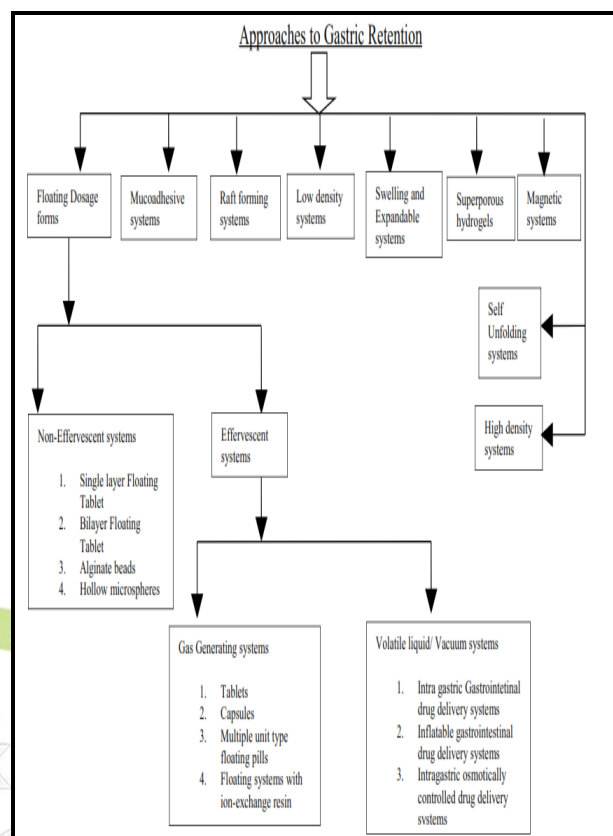 Approaches to Gastric Retention
Floating Dosage
forms
Mucoadhesive
systems
Raft forming
systems
Low density
systems
Swelling and
Expandable
systems
Superporous
hydrogels
Magnetic
systems
Self
Unfolding
systems
High density
systems
Non-Effervescent systems
1. Single layer Floating
Tablet
2. Bilayer Floating
Tablet
3. Alginate beads
4. Hollow microspheres
Effervescent
systems
Gas Generating systems
1. Tablets
2. Capsules
3. Multiple unit type
floating pills
4. Floating systems with
ion-exchange resin
Volatile liquid/ Vacuum systems
1. Intra gastric Gastrointetinal
drug delivery systems
2. Inflatable gastrointestinal
drug delivery systems
3. Intragastric osmotically
controlled drug delivery
systems